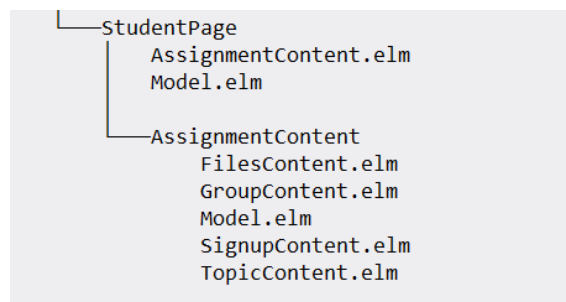 StudentPage
AssignmentContent.elm
Model.elm
AssignmentContent
FilesContent.elm
GroupContent.elm
Model.elm
SignupContent.elm
TopicContent.elm